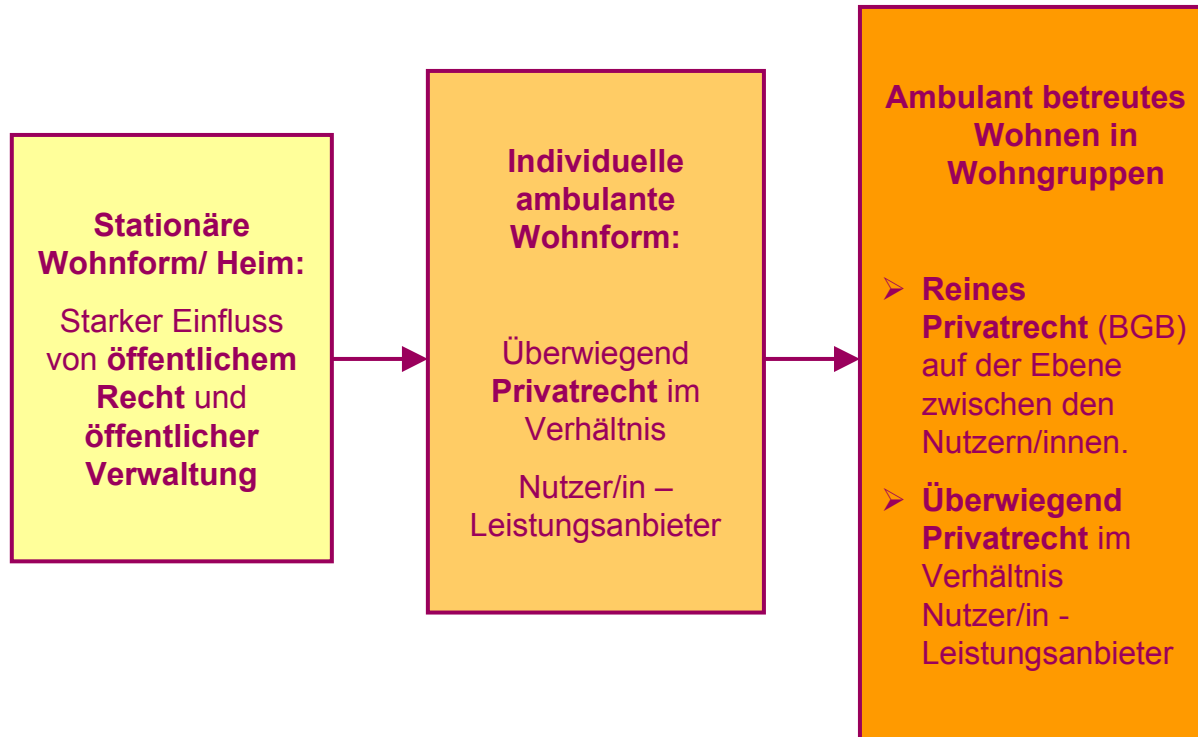 Stationäre
Wohnform/ Heim:
Starker Einfluss
von öffentlichem
Recht und
öffentlicher
Verwaltung
Individuelle
ambulante
Wohnform:
Überwiegend
Privatrecht im
Verhältnis
Nutzer/in –
Leistungsanbieter
Ambulant betreutes
Wohnen in
Wohngruppen
➢ Reines
Privatrecht (BGB)
auf der Ebene
zwischen den
Nutzern/innen.
➢ Überwiegend
Privatrecht im
Verhältnis
Nutzer/in -
Leistungsanbieter